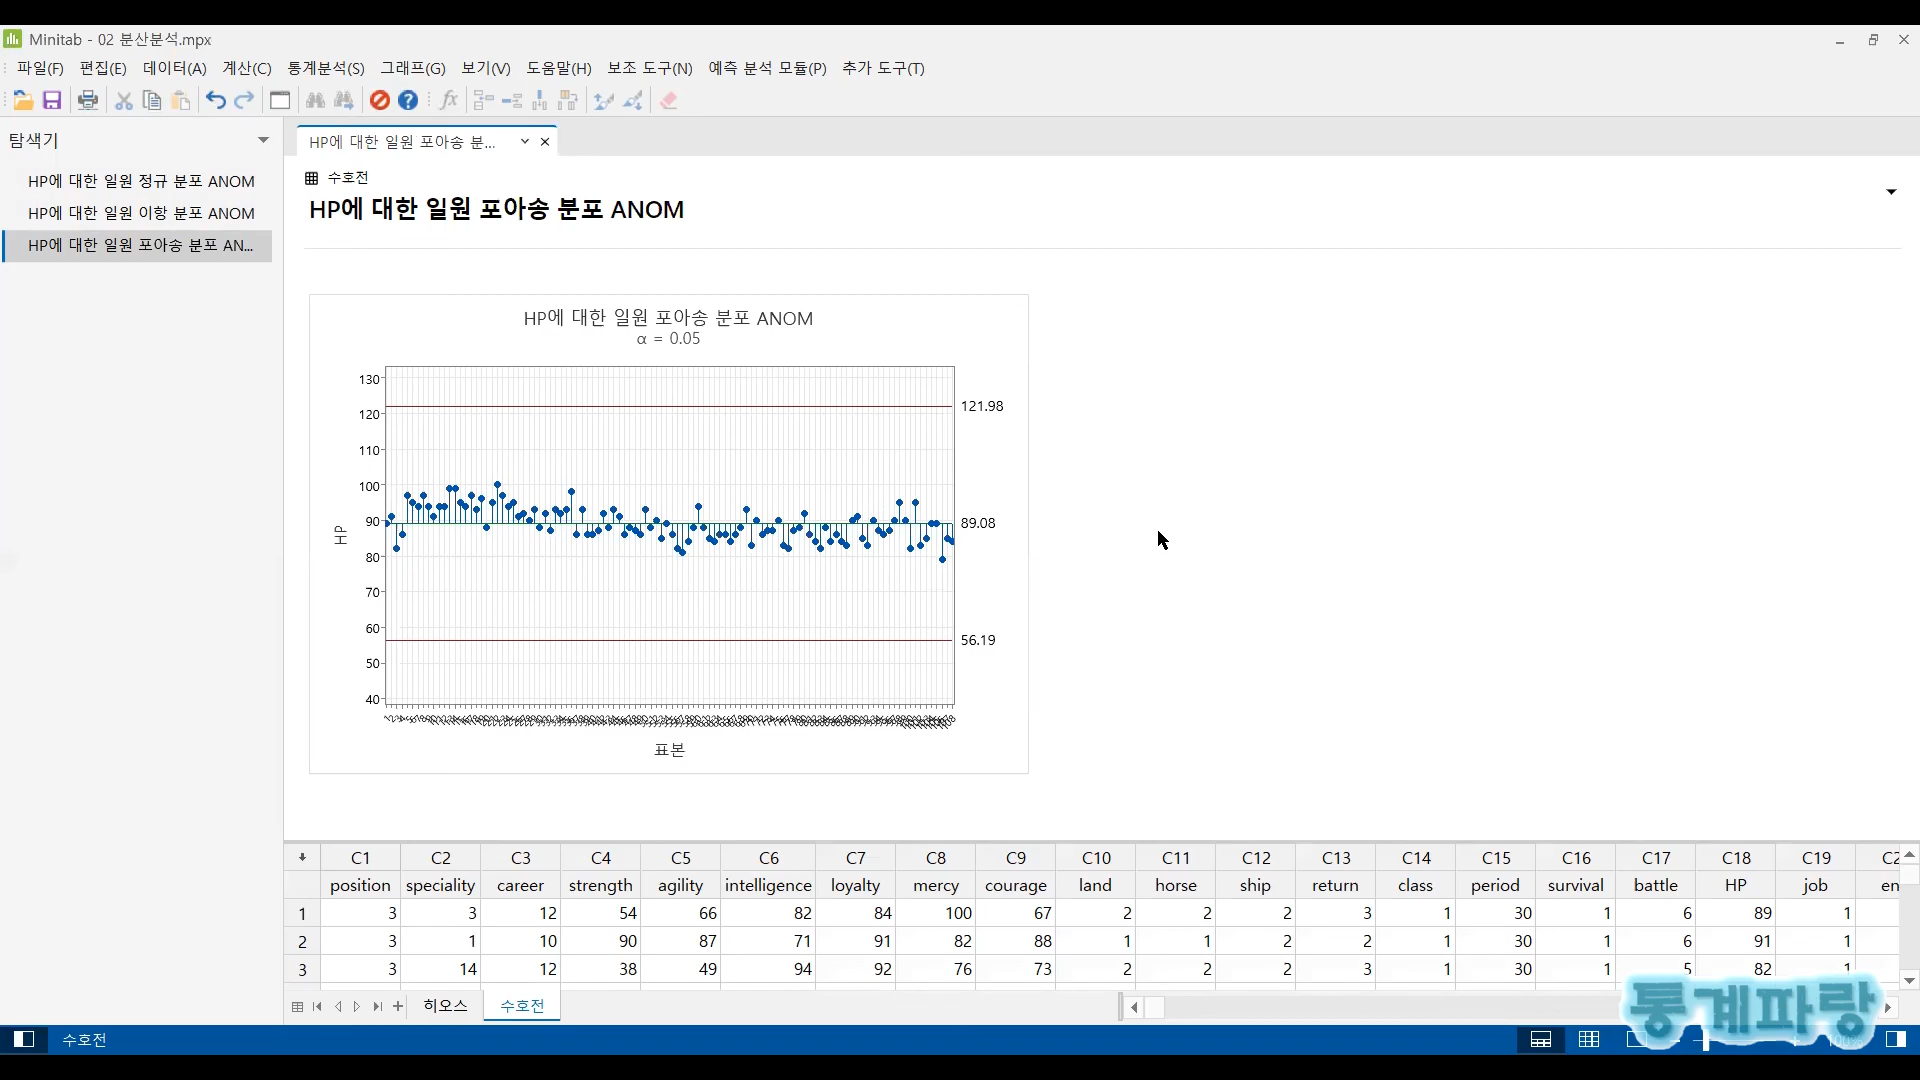 Minitab - 02 분산분석.mpx
파일(F) 편집(E) 데이터(A) 계산(C) 통계분석(S) 그래프(G) 보기(V) 도움말(H) 보조 도구(N) 예측 분석 모듈(P) 추가 도구(T)
탐색기
HP에 대한 일원 정규 분포 ANOM
HP에 대한 일원 이항 분포 ANOM
HP에 대한 일원 포아송 분포 AN...
HP에 대한 일원 포아송 분...
수호전
HP에 대한 일원 포아송 분포 ANOM
HP에 대한 일원 포아송 분포 ANOM
α = 0.05
HP
130
120
110
100
90
80
70
60
50
40
121.98
89.08
56.19
표본
C1 C2 C3 C4 C5 C6 C7 C8 C9 C10 C11 C12 C13 C14 C15 C16 C17 C18 C19
position speciality career strength agility intelligence loyalty mercy courage land horse ship return class period survival battle HP job en
1 3 3 12 54 66 82 84 100 67 2 2 2 3 1 30 1 6 89 1
2 3 1 10 90 87 71 91 82 88 1 1 2 2 1 30 1 6 91 1
3 3 14 12 38 49 94 92 76 73 2 2 2 3 1 30 1 5 82 1
히오스 수호전
수호전
통계파랑